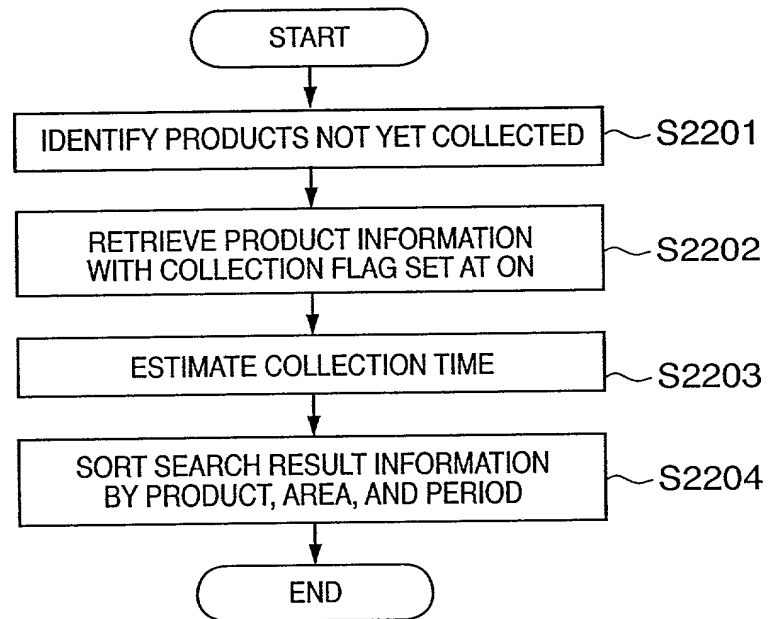 START
IDENTIFY PRODUCTS NOT YET COLLECTED
S2201
RETRIEVE PRODUCT INFORMATION
WITH COLLECTION FLAG SET AT ON
S2202
ESTIMATE COLLECTION TIME
S2203
SORT SEARCH RESULT INFORMATION
BY PRODUCT, AREA, AND PERIOD
S2204
END